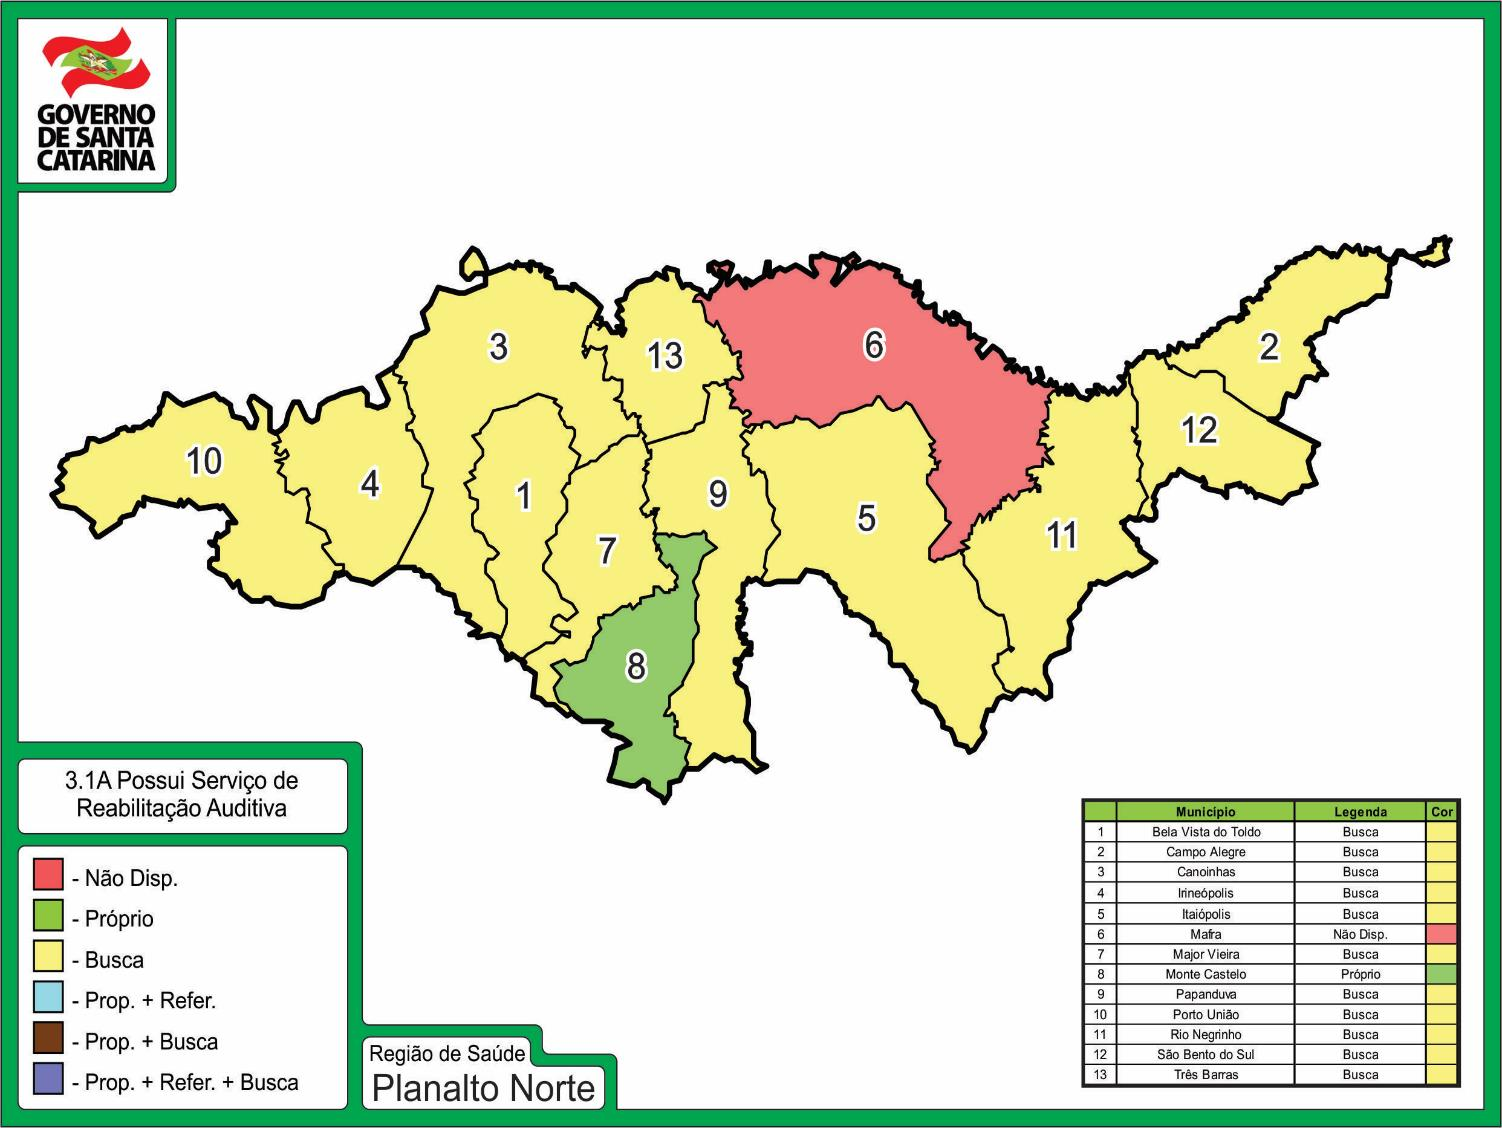 GOVERNO
DE SANTA
CATARINA
3
13
6
2
10
4
1
9
5
12
11
7
8
3.1A Possui Serviço de
Reabilitação Auditiva
- Não Disp.
- Próprio
- Busca
- Prop. + Refer.
- Prop. + Busca
- Prop. + Refer. + Busca
Região de Saúde
Planalto Norte
Município Legenda Cor
1 Bela Vista do Toldo Busca
2 Campo Alegre Busca
3 Canoinhas Busca
4 Irineópolis Busca
5 Itaiópolis Busca
6 Mafra Não Disp.
7 Major Vieira Busca
8 Monte Castelo Próprio
9 Papanduva Busca
10 Porto União Busca
11 Rio Negrinho Busca
12 São Bento do Sul Busca
13 Três Barras Busca